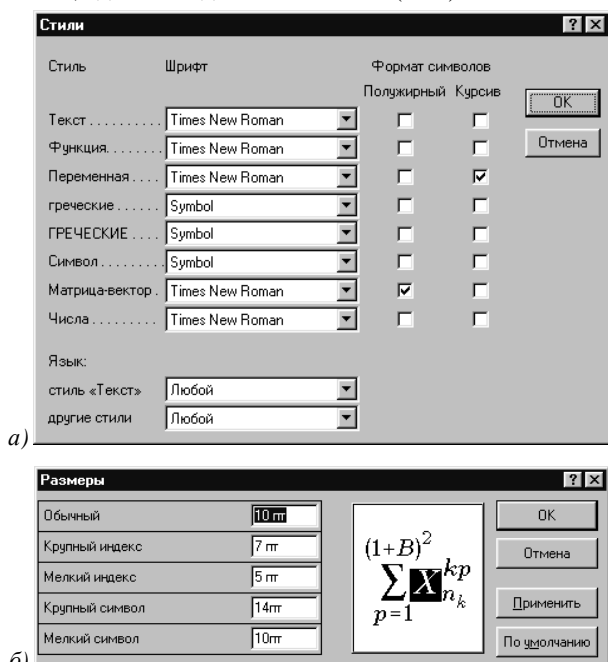 Стили
Стиль Шрифт Формат символов
Полужирный Курсив
OK
Текст . . . . . . . . . . Times New Roman
Функция. . . . . . . . Times New Roman
Отмена
Переменная . . . . Times New Roman
греческие . . . . . . Symbol
ГРЕЧЕСКИЕ . . . . Symbol
Символ . . . . . . . . . Symbol
Матрица-вектор . Times New Roman
Числа . . . . . . . . . Times New Roman
Язык:
стиль «Текст» Любой
другие стили Любой
а)
Размеры
Обычный 10 пт
Крупный индекс 7 пт
Мелкий индекс 5 пт
Крупный символ 14пт
Мелкий символ 10пт
(1+B)^2
∑ X^{kp}_{n_k}
p=1
OK
Отмена
Применить
По умолчанию
б)